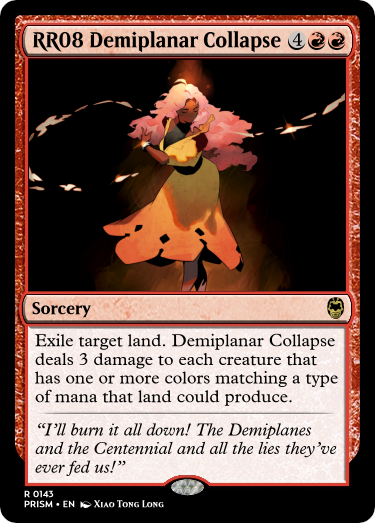 RR08 Demiplanar Collapse 4
Sorcery
Exile target land. Demiplanar Collapse
deals 3 damage to each creature that
has one or more colors matching a type
of mana that land could produce.
“I’ll burn it all down! The Demiplanes
and the Centennial and all the lies they’ve
ever fed us!”
R 0143
PRISM • EN XIAO TONG LONG